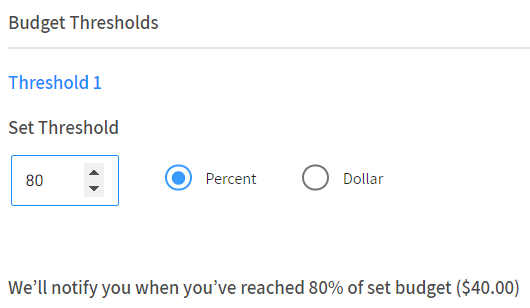 Budget Thresholds
Threshold 1
Set Threshold
80 Percent Dollar
We'll notify you when you've reached 80% of set budget ($40.00)